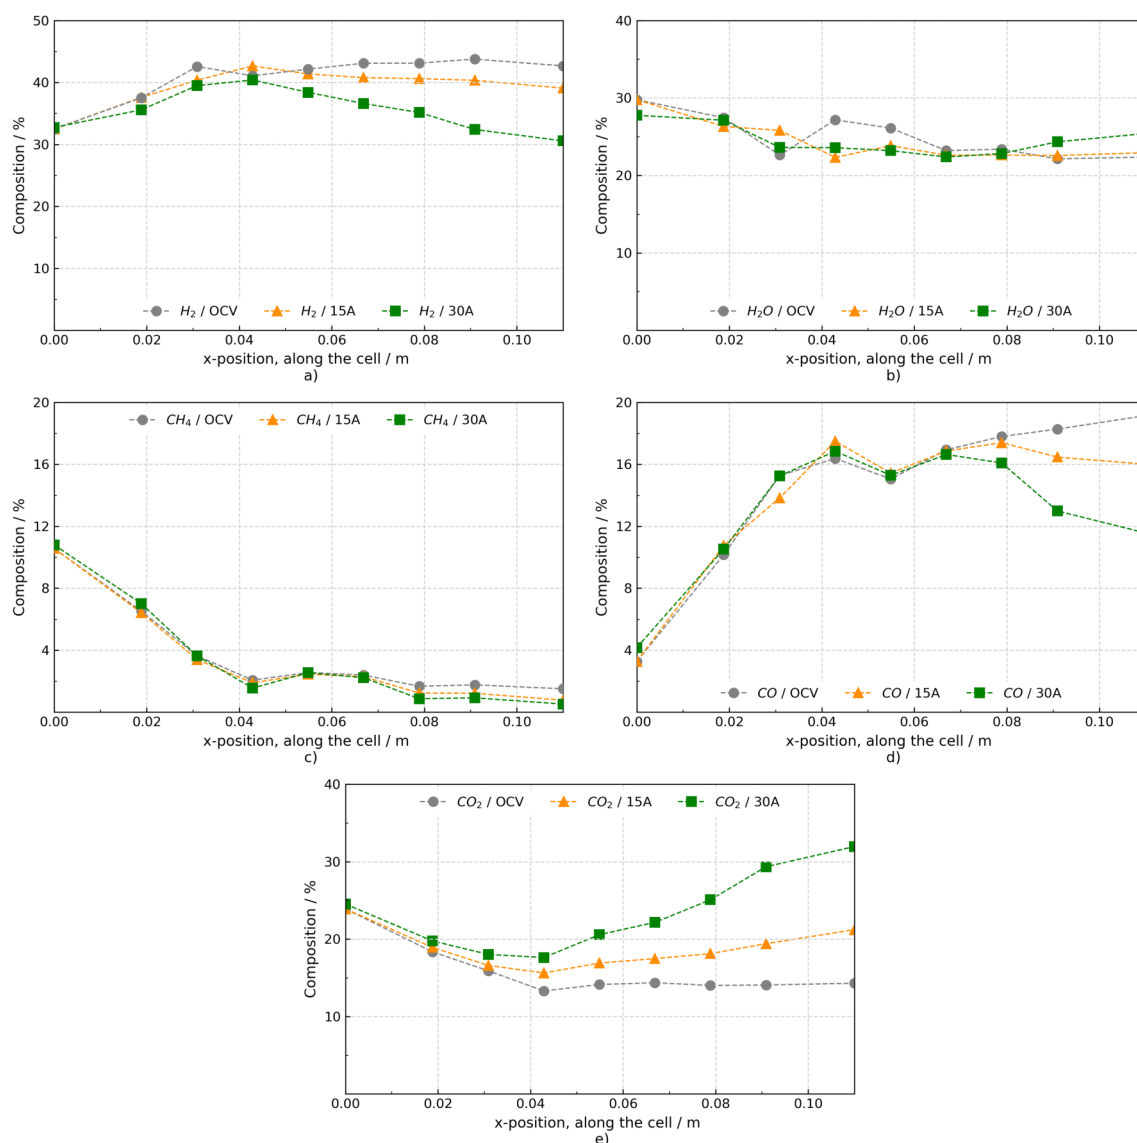 50
40
30
20
10
Composition / %
H2 / OCV H2 / 15A H2 / 30A
0.00 0.02 0.04 0.06 0.08 0.10
x-position, along the cell / m
a)
40
30
20
10
Composition / %
H2O / OCV H2O / 15A H2O / 30A
0.00 0.02 0.04 0.06 0.08 0.10
x-position, along the cell / m
b)
20
16
12
8
4
Composition / %
CH4 / OCV CH4 / 15A CH4 / 30A
0.00 0.02 0.04 0.06 0.08 0.10
x-position, along the cell / m
c)
20
16
12
8
4
Composition / %
CO / OCV CO / 15A CO / 30A
0.00 0.02 0.04 0.06 0.08 0.10
x-position, along the cell / m
d)
40
30
20
10
Composition / %
CO2 / OCV CO2 / 15A CO2 / 30A
0.00 0.02 0.04 0.06 0.08 0.10
x-position, along the cell / m
e)